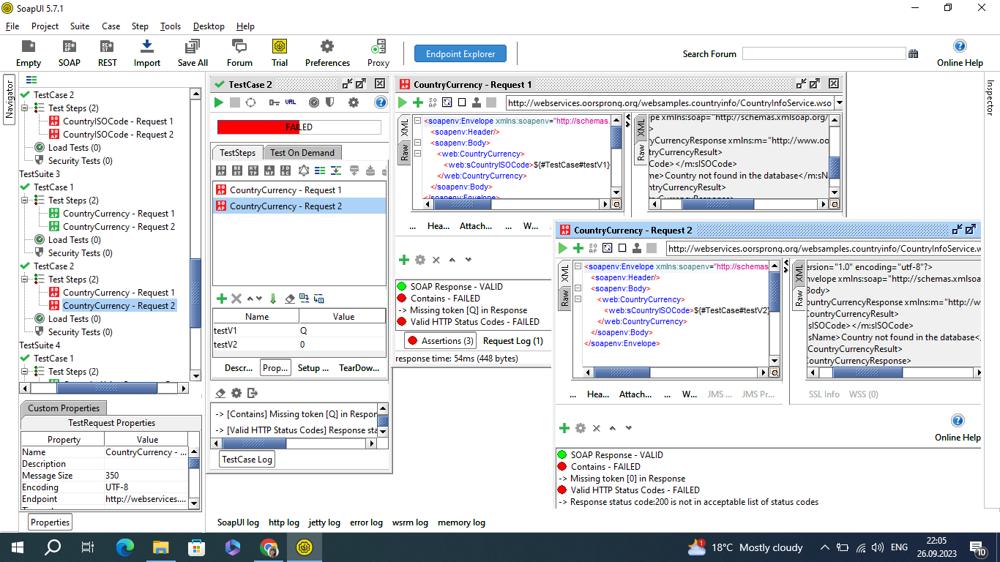 SoapUI 5.7.1
File Project Suite Case Step Tools Desktop Help
Empty SOAP REST Import Save All Forum Trial Preferences Proxy
Endpoint Explorer
Search Forum
Online Help
Navigator
Inspector
TestCase 2
Test Steps (2)
CountryISOCode - Request 1
CountryISOCode - Request 2
Load Tests (0)
Security Tests (0)
TestSuite 3
TestCase 1
Test Steps (2)
CountryCurrency - Request 1
CountryCurrency - Request 2
Load Tests (0)
Security Tests (0)
TestCase 2
Test Steps (2)
CountryCurrency - Request 1
CountryCurrency - Request 2
Load Tests (0)
Security Tests (0)
TestSuite 4
TestCase 1
Test Steps (2)
Custom Properties
TestRequest Properties
Property Value
Name CountryCurrency - ...
Description
Message Size 350
Encoding UTF-8
Endpoint http://webservices....
Properties
TestCase 2
URL
FAILED
TestSteps Test On Demand
CountryCurrency - Request 1
CountryCurrency - Request 2
Name Value
testV1 Q
testV2 0
Descr... Prop... Setup ... TearDow...
-> [Contains] Missing token [Q] in Respon
-> [Valid HTTP Status Codes] Response sta
TestCase Log
CountryCurrency - Request 1
http://webservices.oorsprong.org/websamples.countryinfo/CountryInfoService.wso
XML
Raw
<soapenv:Envelope xmlns:soapenv="http://schemas.
<soapenv:Header/>
<soapenv:Body>
<web:CountryCurrency>
<web:sCountryISOCode>${#TestCase#testV1}
</web:CountryCurrency>
</soapenv:Body>
</soapenv:Envelope>
XML
Raw
pe xmlns:soap="http://schemas.xmlsoap.org/
>
yCurrencyResponse xmlns:m="http://www.oo
tryCurrencyResult>
Code></m:sISOCode>
me>Country not found in the database</m:sN
tryCurrencyResult>
... Hea... Attach... ... W...
SOAP Response - VALID
Contains - FAILED
-> Missing token [Q] in Response
Valid HTTP Status Codes - FAILED
Assertions (3) Request Log (1)
response time: 54ms (448 bytes)
CountryCurrency - Request 2
http://webservices.oorsprong.org/websamples.countryinfo/CountryInfoService.w
XML
Raw
<soapenv:Envelope xmlns:soapenv="http://schemas
<soapenv:Header/>
<soapenv:Body>
<web:CountryCurrency>
<web:sCountryISOCode>${#TestCase#testV2}
</web:CountryCurrency>
</soapenv:Body>
</soapenv:Envelope>
XML
Raw
ersion="1.0" encoding="utf-8"?>
nvelope xmlns:soap="http://schemas.xmlsoa
Body>
ountryCurrencyResponse xmlns:m="http://w
CountryCurrencyResult>
sISOCode></m:sISOCode>
sName>Country not found in the database</
CountryCurrencyResult>
CountryCurrencyResponse>
... Hea... Attach... ... W... JMS ... JMS Pr...
SSL Info WSS (0)
Online Help
SOAP Response - VALID
Contains - FAILED
-> Missing token [0] in Response
Valid HTTP Status Codes - FAILED
-> Response status code:200 is not in acceptable list of status codes
SoapUI log http log jetty log error log wsrm log memory log
1
18°C Mostly cloudy
ENG
22:05
26.09.2023
10